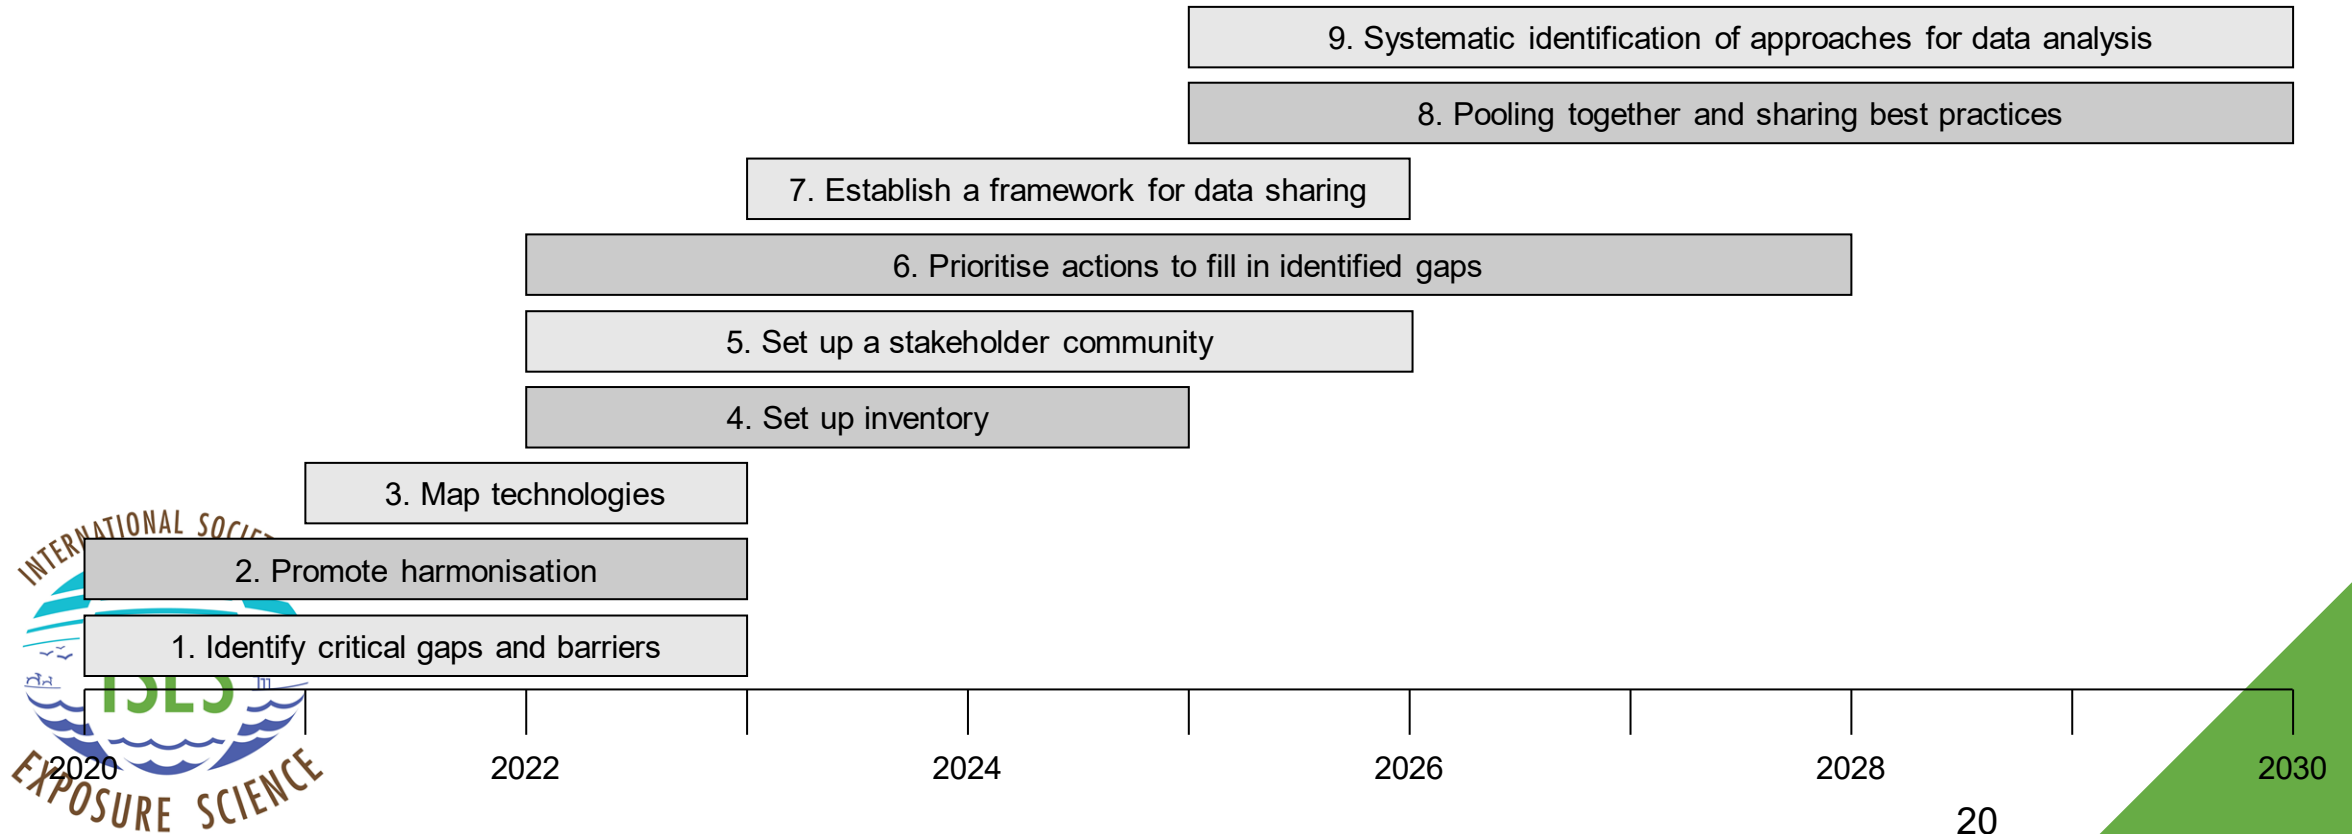 9. Systematic identification of approaches for data analysis
8. Pooling together and sharing best practices
7. Establish a framework for data sharing
6. Prioritise actions to fill in identified gaps
5. Set up a stakeholder community
4. Set up inventory
3. Map technologies
INTERNATIONAL
2. Promote harmonisation
1. Identify critical gaps and barriers
ISES
2020 2022 2024 2026 2028 2030
EXPOSURE SCIENCE
20